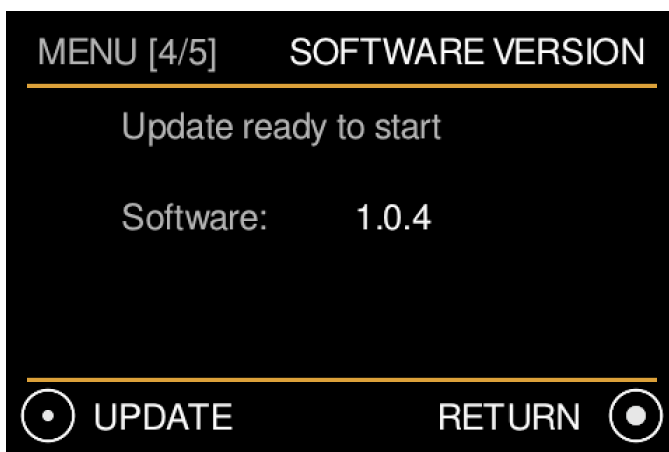 MENU [4/5] SOFTWARE VERSION
Update ready to start
Software: 1.0.4
UPDATE RETURN